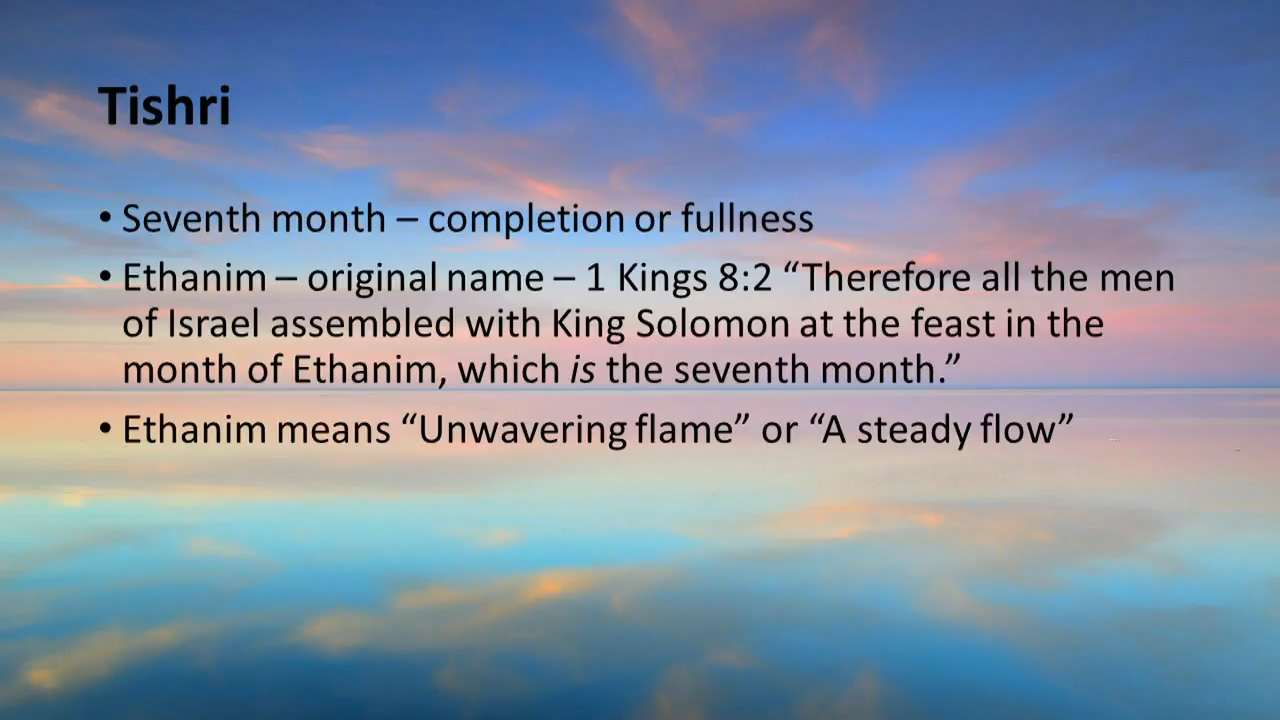 Tishri
• Seventh month – completion or fullness
• Ethanim – original name – 1 Kings 8:2 “Therefore all the men
of Israel assembled with King Solomon at the feast in the
month of Ethanim, which is the seventh month.”
• Ethanim means “Unwavering flame” or “A steady flow”